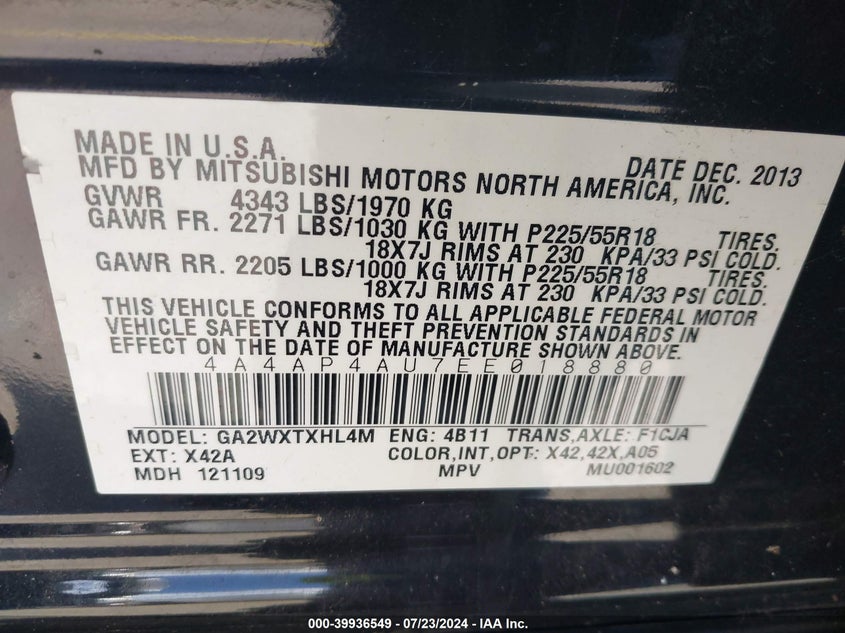 MADE IN U.S.A. DATE DEC. 2013
MFD BY MITSUBISHI MOTORS NORTH AMERICA, INC.
GVWR 4343 LBS/1970 KG
GAWR FR. 2271 LBS/1030 KG WITH P225/55R18 TIRES.
18X7J RIMS AT 230 KPA/33 PSI COLD.
GAWR RR. 2205 LBS/1000 KG WITH P225/55R18 TIRES.
18X7J RIMS AT 230 KPA/33 PSI COLD.
THIS VEHICLE CONFORMS TO ALL APPLICABLE FEDERAL MOTOR
VEHICLE SAFETY AND THEFT PREVENTION STANDARDS IN
EFFECT ON THE DATE OF MANUFACTURE SHOWN ABOVE.
4A4AP4AU7EE018880
MODEL: GA2WXTXHL4M ENG: 4B11 TRANS,AXLE: F1CJA
EXT: X42A COLOR,INT,OPT: X42,42X,A05
MDH 121109 MPV MU001602
000-39936549 - 07/23/2024 - IAA Inc.